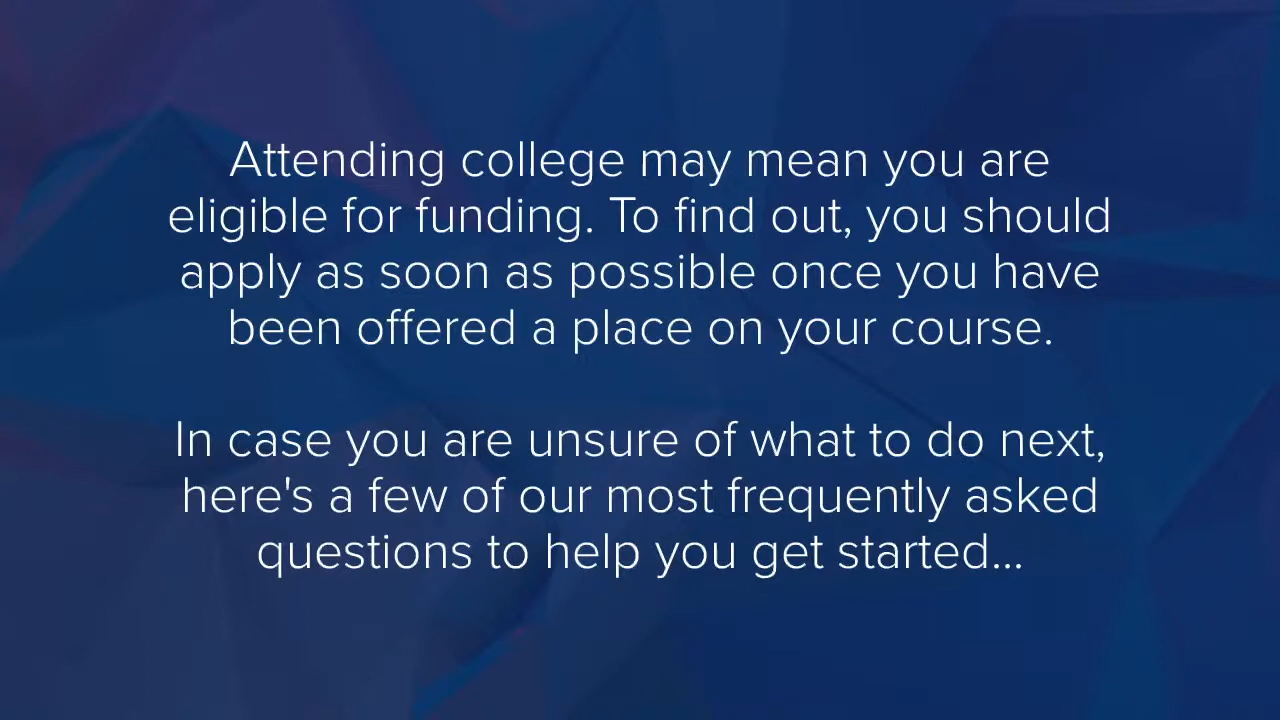 Attending college may mean you are
eligible for funding. To find out, you should
apply as soon as possible once you have
been offered a place on your course.
In case you are unsure of what to do next,
here's a few of our most frequently asked
questions to help you get started...